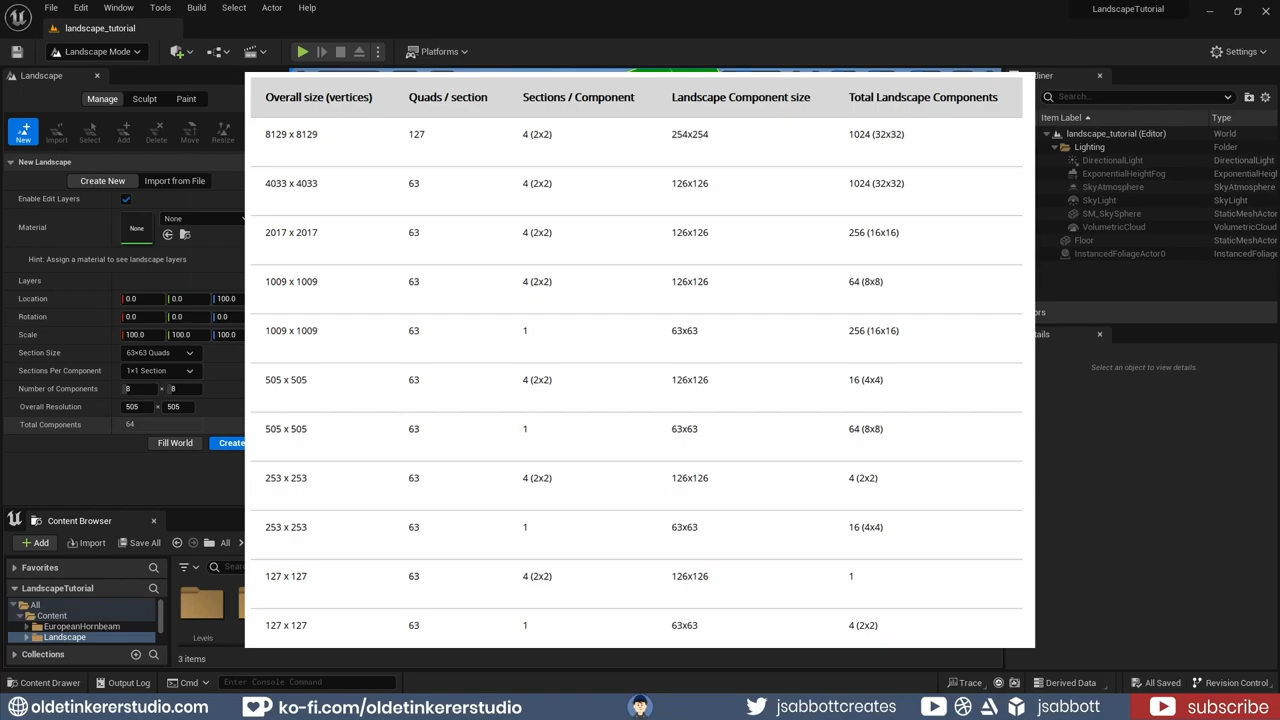 File Edit Window Tools Build Select Actor Help
landscape_tutorial
LandscapeTutorial
Landscape Mode
Platforms
Settings
Landscape
Manage Sculpt Paint
New Import Select Add Delete Move Resize
New Landscape
Create New Import from File
Enable Edit Layers
Material None None
Hint: Assign a material to see landscape layers
Layers
Location 0.0 0.0 100.0
Rotation 0.0 0.0 0.0
Scale 100.0 100.0 100.0
Section Size 63×63 Quads
Sections Per Component 1×1 Section
Number of Components 8 × 8
Overall Resolution 505 × 505
Total Components 64
Fill World Create
Overall size (vertices) Quads / section Sections / Component Landscape Component size Total Landscape Components
8129 x 8129 127 4 (2x2) 254x254 1024 (32x32)
4033 x 4033 63 4 (2x2) 126x126 1024 (32x32)
2017 x 2017 63 4 (2x2) 126x126 256 (16x16)
1009 x 1009 63 4 (2x2) 126x126 64 (8x8)
1009 x 1009 63 1 63x63 256 (16x16)
505 x 505 63 4 (2x2) 126x126 16 (4x4)
505 x 505 63 1 63x63 64 (8x8)
253 x 253 63 4 (2x2) 126x126 4 (2x2)
253 x 253 63 1 63x63 16 (4x4)
127 x 127 63 4 (2x2) 126x126 1
127 x 127 63 1 63x63 4 (2x2)
liner
Search...
Item Label Type
landscape_tutorial (Editor) World
Lighting Folder
DirectionalLight DirectionalLight
ExponentialHeightFog ExponentialHeigh
SkyAtmosphere SkyAtmosphere
SkyLight SkyLight
SM_SkySphere StaticMeshActor
VolumetricCloud VolumetricCloud
Floor StaticMeshActor
InstancedFoliageActor0 InstancedFoliage
ors
tails
Select an object to view details.
Content Browser
Add Import Save All All
Favorites
Sear
LandscapeTutorial
All
Content
EuropeanHornbeam
Landscape
Levels
Collections
3 items
Content Drawer Output Log Cmd Enter Console Command
Trace Derived Data All Saved Revision Control
oldetinkererstudio.com ko-fi.com/oldetinkererstudio jsabbottcreates jsabbott subscribe